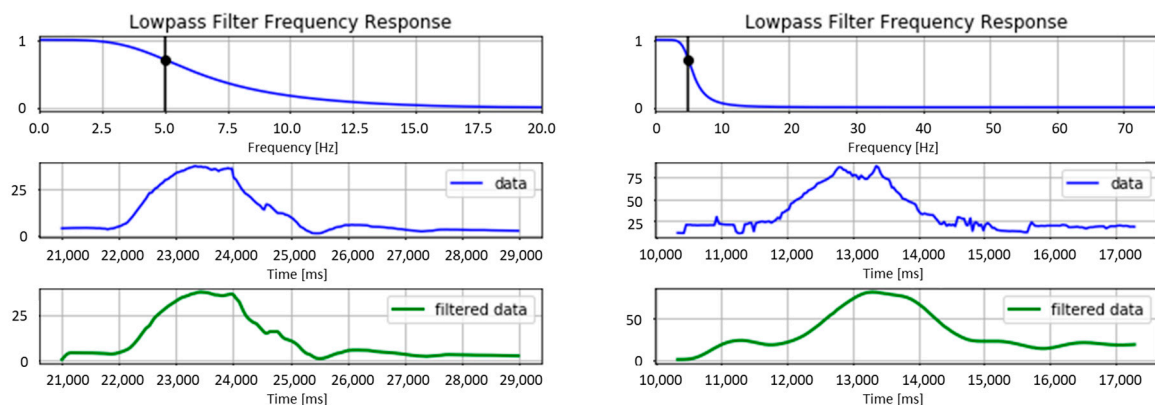 Lowpass Filter Frequency Response
1
0
0.0 2.5 5.0 7.5 10.0 12.5 15.0 17.5 20.0
Frequency [Hz]
25
0
data
21,000 22,000 23,000 24,000 25,000 26,000 27,000 28,000 29,000
Time [ms]
25
0
filtered data
21,000 22,000 23,000 24,000 25,000 26,000 27,000 28,000 29,000
Time [ms]
Lowpass Filter Frequency Response
1
0
0 10 20 30 40 50 60 70
Frequency [Hz]
75
50
25
data
10,000 11,000 12,000 13,000 14,000 15,000 16,000 17,000
Time [ms]
50
0
filtered data
10,000 11,000 12,000 13,000 14,000 15,000 16,000 17,000
Time [ms]